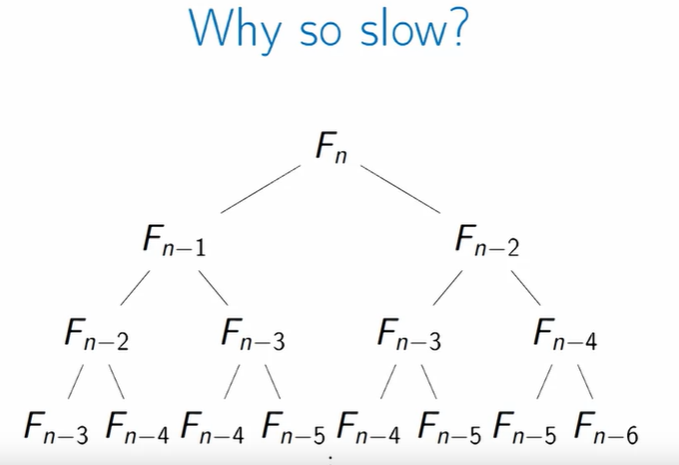 Why so slow?
Fₙ
Fₙ₋₁ Fₙ₋₂
Fₙ₋₂ Fₙ₋₃ Fₙ₋₃ Fₙ₋₄
Fₙ₋₃ Fₙ₋₄ Fₙ₋₄ Fₙ₋₅ Fₙ₋₄ Fₙ₋₅ Fₙ₋₅ Fₙ₋₆